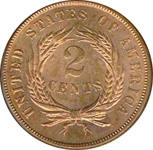 UNITED STATES OF AMERICA
2
CENTS